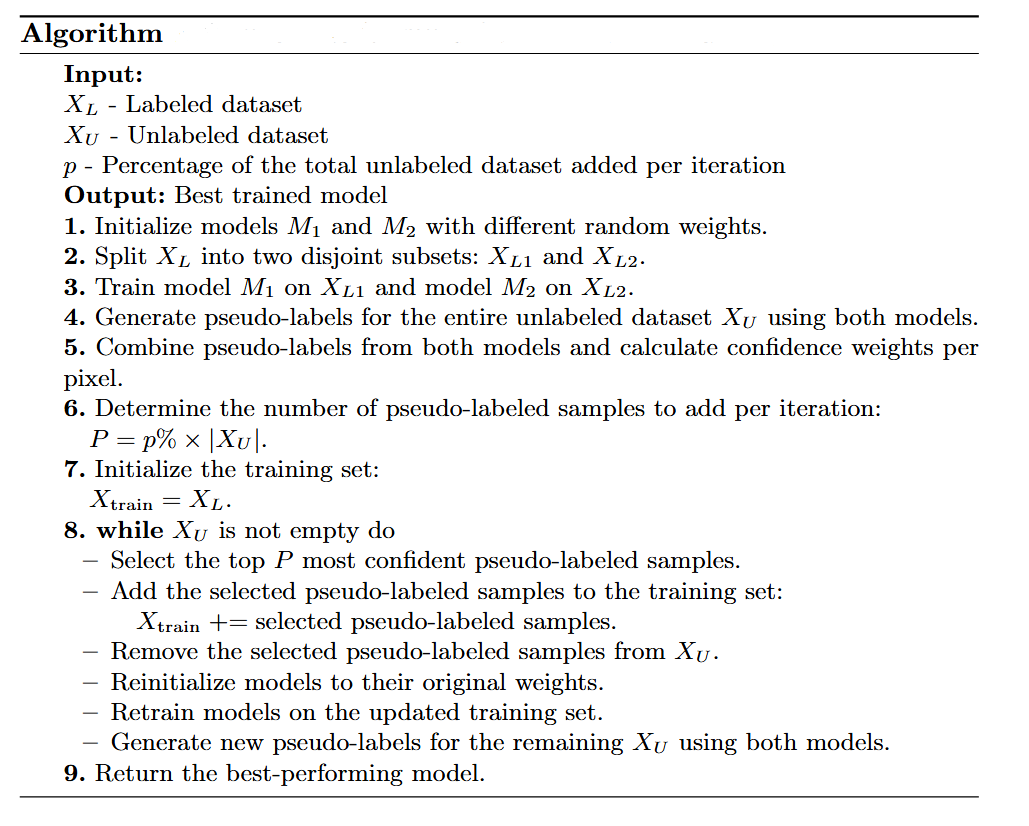 Algorithm
Input:
X_L - Labeled dataset
X_U - Unlabeled dataset
p - Percentage of the total unlabeled dataset added per iteration
Output: Best trained model
1. Initialize models M_1 and M_2 with different random weights.
2. Split X_L into two disjoint subsets: X_{L1} and X_{L2}.
3. Train model M_1 on X_{L1} and model M_2 on X_{L2}.
4. Generate pseudo-labels for the entire unlabeled dataset X_U using both models.
5. Combine pseudo-labels from both models and calculate confidence weights per
pixel.
6. Determine the number of pseudo-labeled samples to add per iteration:
P = p% × |X_U|.
7. Initialize the training set:
X_train = X_L.
8. while X_U is not empty do
– Select the top P most confident pseudo-labeled samples.
– Add the selected pseudo-labeled samples to the training set:
X_train += selected pseudo-labeled samples.
– Remove the selected pseudo-labeled samples from X_U.
– Reinitialize models to their original weights.
– Retrain models on the updated training set.
– Generate new pseudo-labels for the remaining X_U using both models.
9. Return the best-performing model.